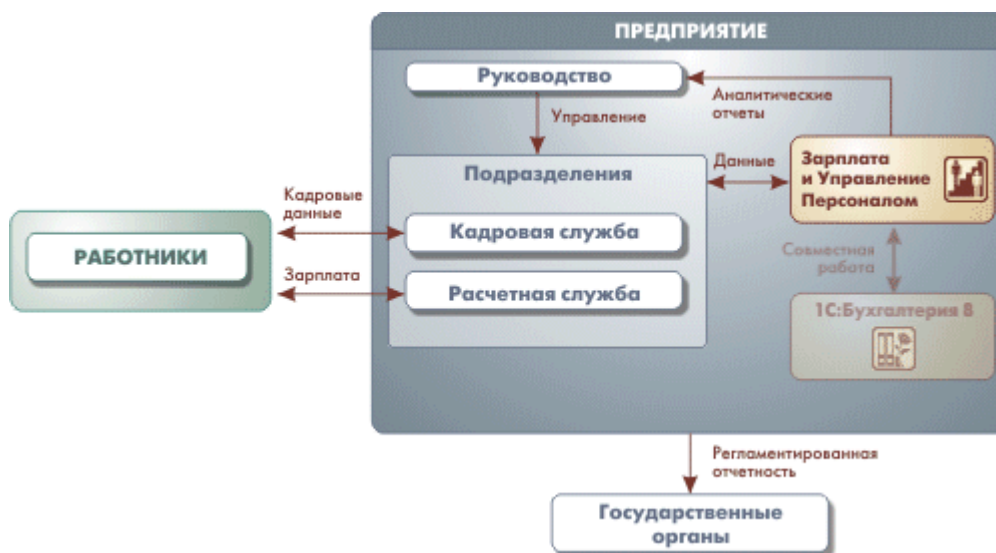 ПРЕДПРИЯТИЕ
Руководство
Аналитические
отчеты
Управление
Подразделения
Данные
Зарплата
и Управление
Персоналом
Кадровые
данные
РАБОТНИКИ
Кадровая служба
Совместная
работа
Зарплата
Расчетная служба
1С:Бухгалтерия 8
Регламентированная
отчетность
Государственные
органы